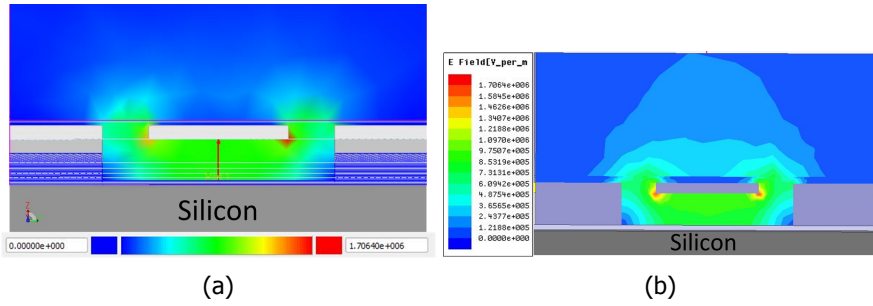 Silicon
0.00000e+000
1.70640e+006
(a)
E Field[V_per_m
1.7064e+006
1.5845e+006
1.4626e+006
1.3407e+006
1.2188e+006
1.0970e+006
9.7507e+005
8.5319e+005
7.3131e+005
6.0942e+005
4.8754e+005
3.6565e+005
2.4377e+005
1.2188e+005
0.0000e+000
Silicon
(b)